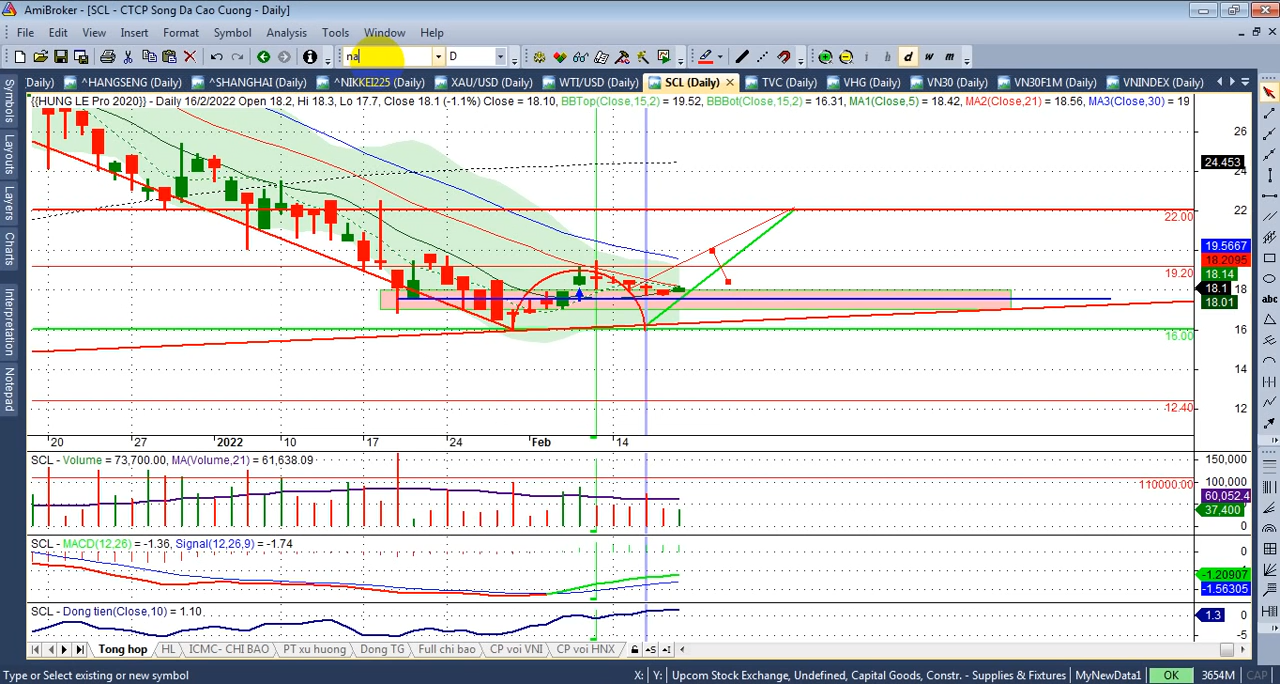 AmiBroker - [SCL - CTCP Song Da Cao Cuong - Daily]
File Edit View Insert Format Symbol Analysis Tools Window Help
na D i h d w m
Daily) ^HANGSENG (Daily) ^SHANGHAI (Daily) ^NIKKEI225 (Daily) XAU/USD (Daily) WTI/USD (Daily) SCL (Daily) TVC (Daily) VHG (Daily) VN30 (Daily) VN30F1M (Daily) VNINDEX (Daily)
{{HUNG LE Pro 2020}} - Daily 16/2/2022 Open 18.2, Hi 18.3, Lo 17.7, Close 18.1 (-1.1%) Close = 18.10, BBTop(Close,15,2) = 19.52, BBBot(Close,15,2) = 16.31, MA1(Close,5) = 18.42, MA2(Close,21) = 18.56, MA3(Close,30) = 19
Symbols
Layouts
Layers
Charts
Interpretation
Notepad
26
24.453
24
22
22.00
19.5667
18.2095
19.20
18.14
18.1
18
18.01
16
16.00
14
12.40
12
20 27 2022 10 17 24 Feb 14
SCL - Volume = 73,700.00, MA(Volume,21) = 61,638.09
150,000
100,000
110000.00
60,052.4
37,400
0
SCL - MACD(12,26) = -1.36, Signal(12,26,9) = -1.74
0
-1.20907
-1.56305
SCL - Dong tien(Close,10) = 1.10
1.3
0
-5
Tong hop HL ICMC- CHI BAO PT xu huong Dong TG Full chi bao CP voi VNI CP voi HNX
abc
Type or Select existing or new symbol X: Y: Upcom Stock Exchange, Undefined, Capital Goods, Constr. - Supplies & Fixtures MyNewData1 OK 3654M CAP